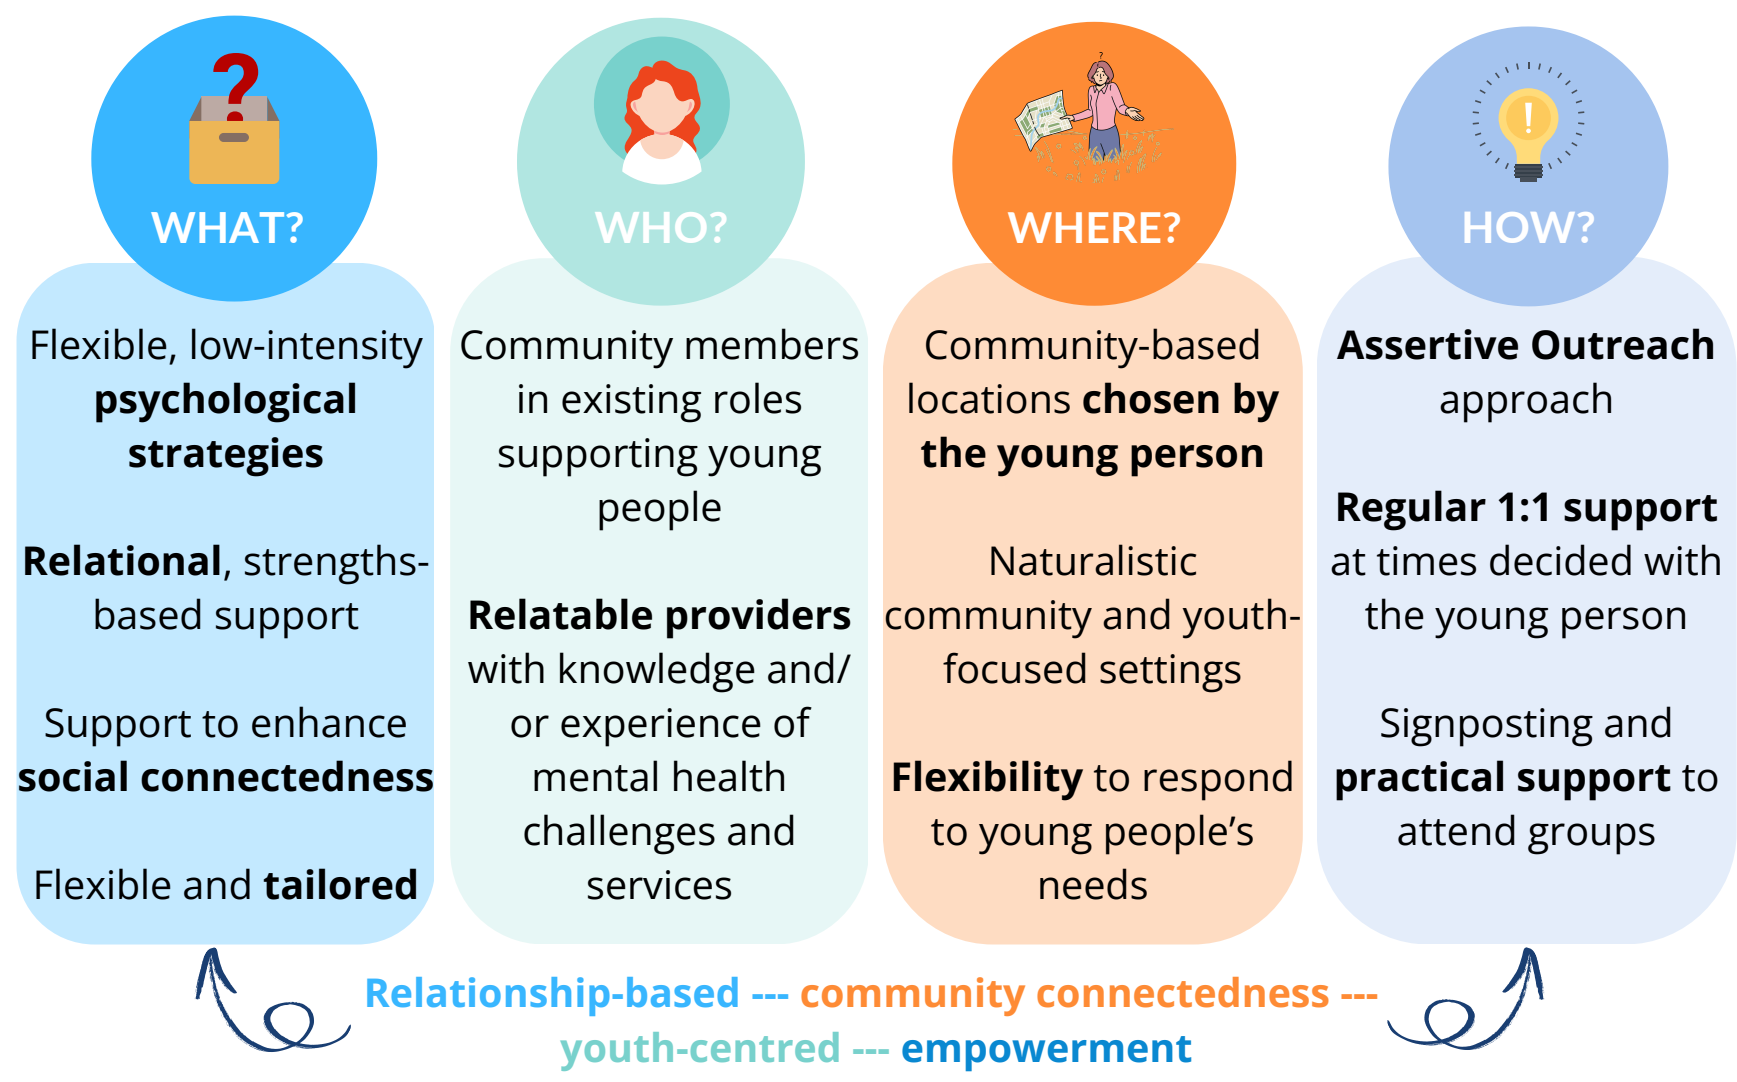 ?
WHAT?
Flexible, low-intensity
psychological
strategies
Relational, strengths-
based support
Support to enhance
social connectedness
Flexible and tailored
WHO?
Community members
in existing roles
supporting young
people
Relatable providers
with knowledge and/
or experience of
mental health
challenges and
services
?
WHERE?
Community-based
locations chosen by
the young person
Naturalistic
community and youth-
focused settings
Flexibility to respond
to young people’s
needs
!
HOW?
Assertive Outreach
approach
Regular 1:1 support
at times decided with
the young person
Signposting and
practical support to
attend groups
Relationship-based --- community connectedness ---
youth-centred --- empowerment